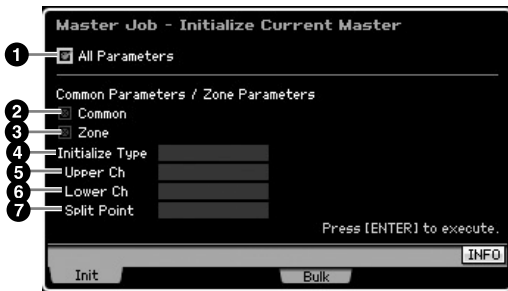 Master Job - Initialize Current Master
1 All Parameters
Common Parameters / Zone Parameters
2 Common
3 Zone
4 Initialize Type
5 Upper Ch
6 Lower Ch
7 Split Point
Press [ENTER] to execute.
INFO
Init Bulk